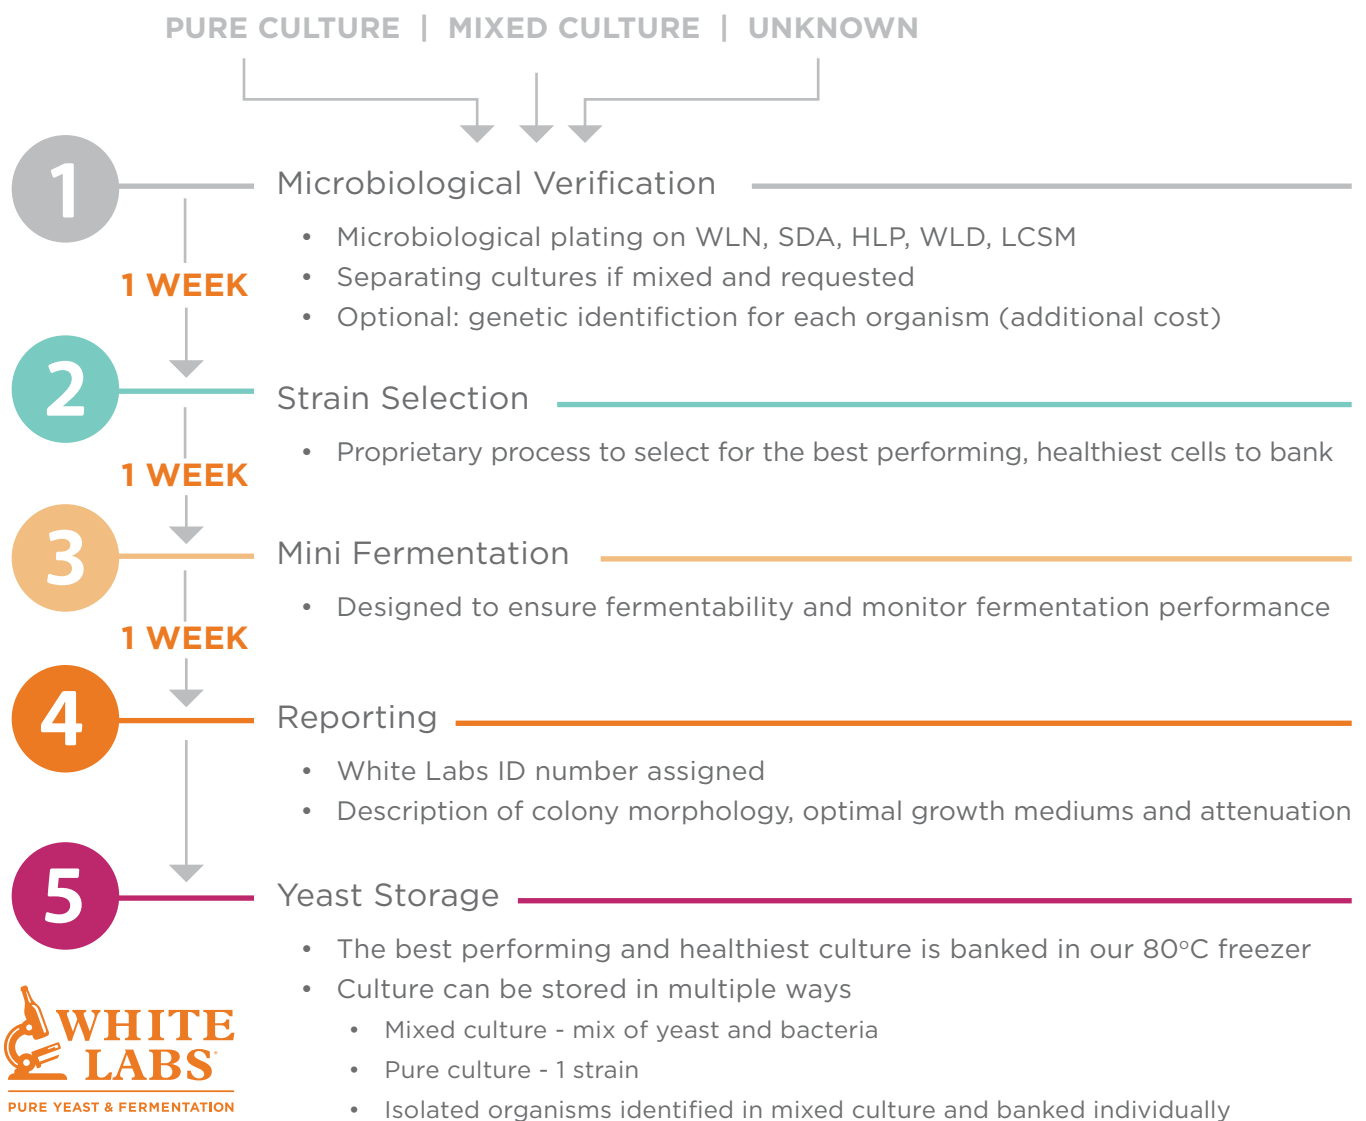 PURE CULTURE | MIXED CULTURE | UNKNOWN
1
Microbiological Verification
• Microbiological plating on WLN, SDA, HLP, WLD, LCSM
• Separating cultures if mixed and requested
• Optional: genetic identifiction for each organism (additional cost)
1 WEEK
2
Strain Selection
• Proprietary process to select for the best performing, healthiest cells to bank
1 WEEK
3
Mini Fermentation
• Designed to ensure fermentability and monitor fermentation performance
1 WEEK
4
Reporting
• White Labs ID number assigned
• Description of colony morphology, optimal growth mediums and attenuation
5
Yeast Storage
• The best performing and healthiest culture is banked in our 80°C freezer
• Culture can be stored in multiple ways
• Mixed culture - mix of yeast and bacteria
• Pure culture - 1 strain
• Isolated organisms identified in mixed culture and banked individually
WHITE
LABS
PURE YEAST & FERMENTATION